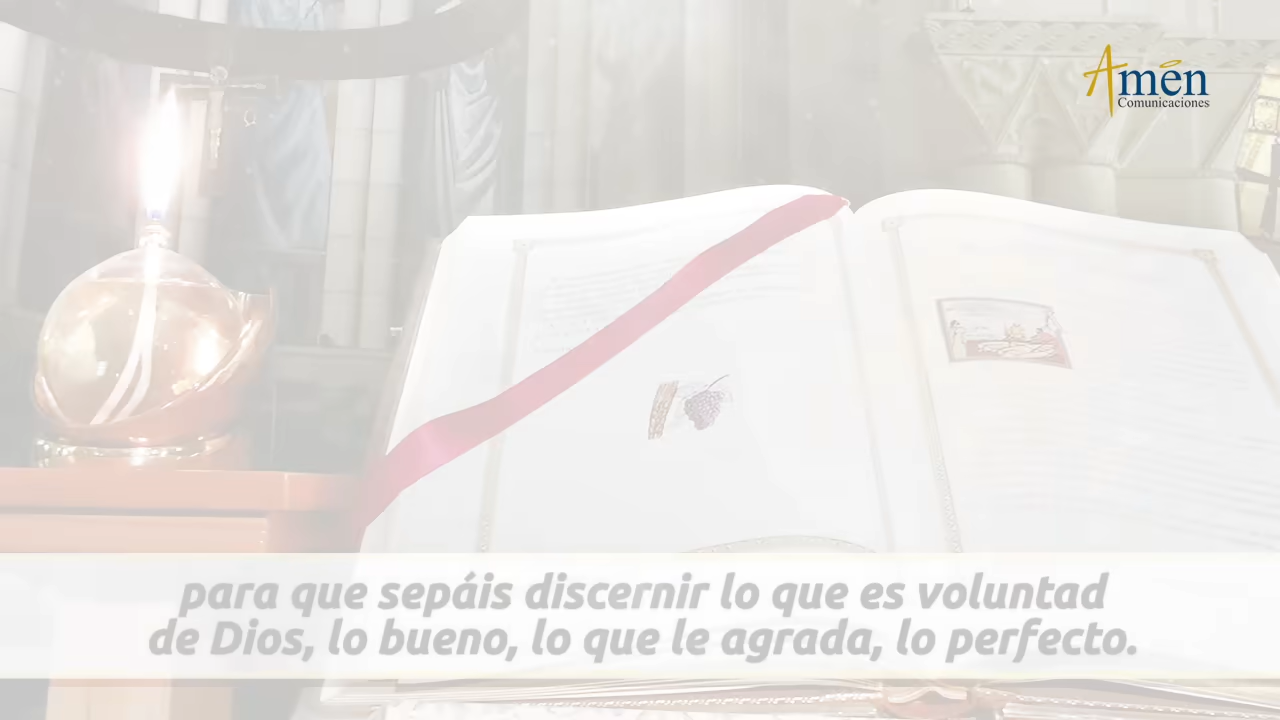 Amén
Comunicaciones
para que sepáis discernir lo que es voluntad
de Dios, lo bueno, lo que le agrada, lo perfecto.